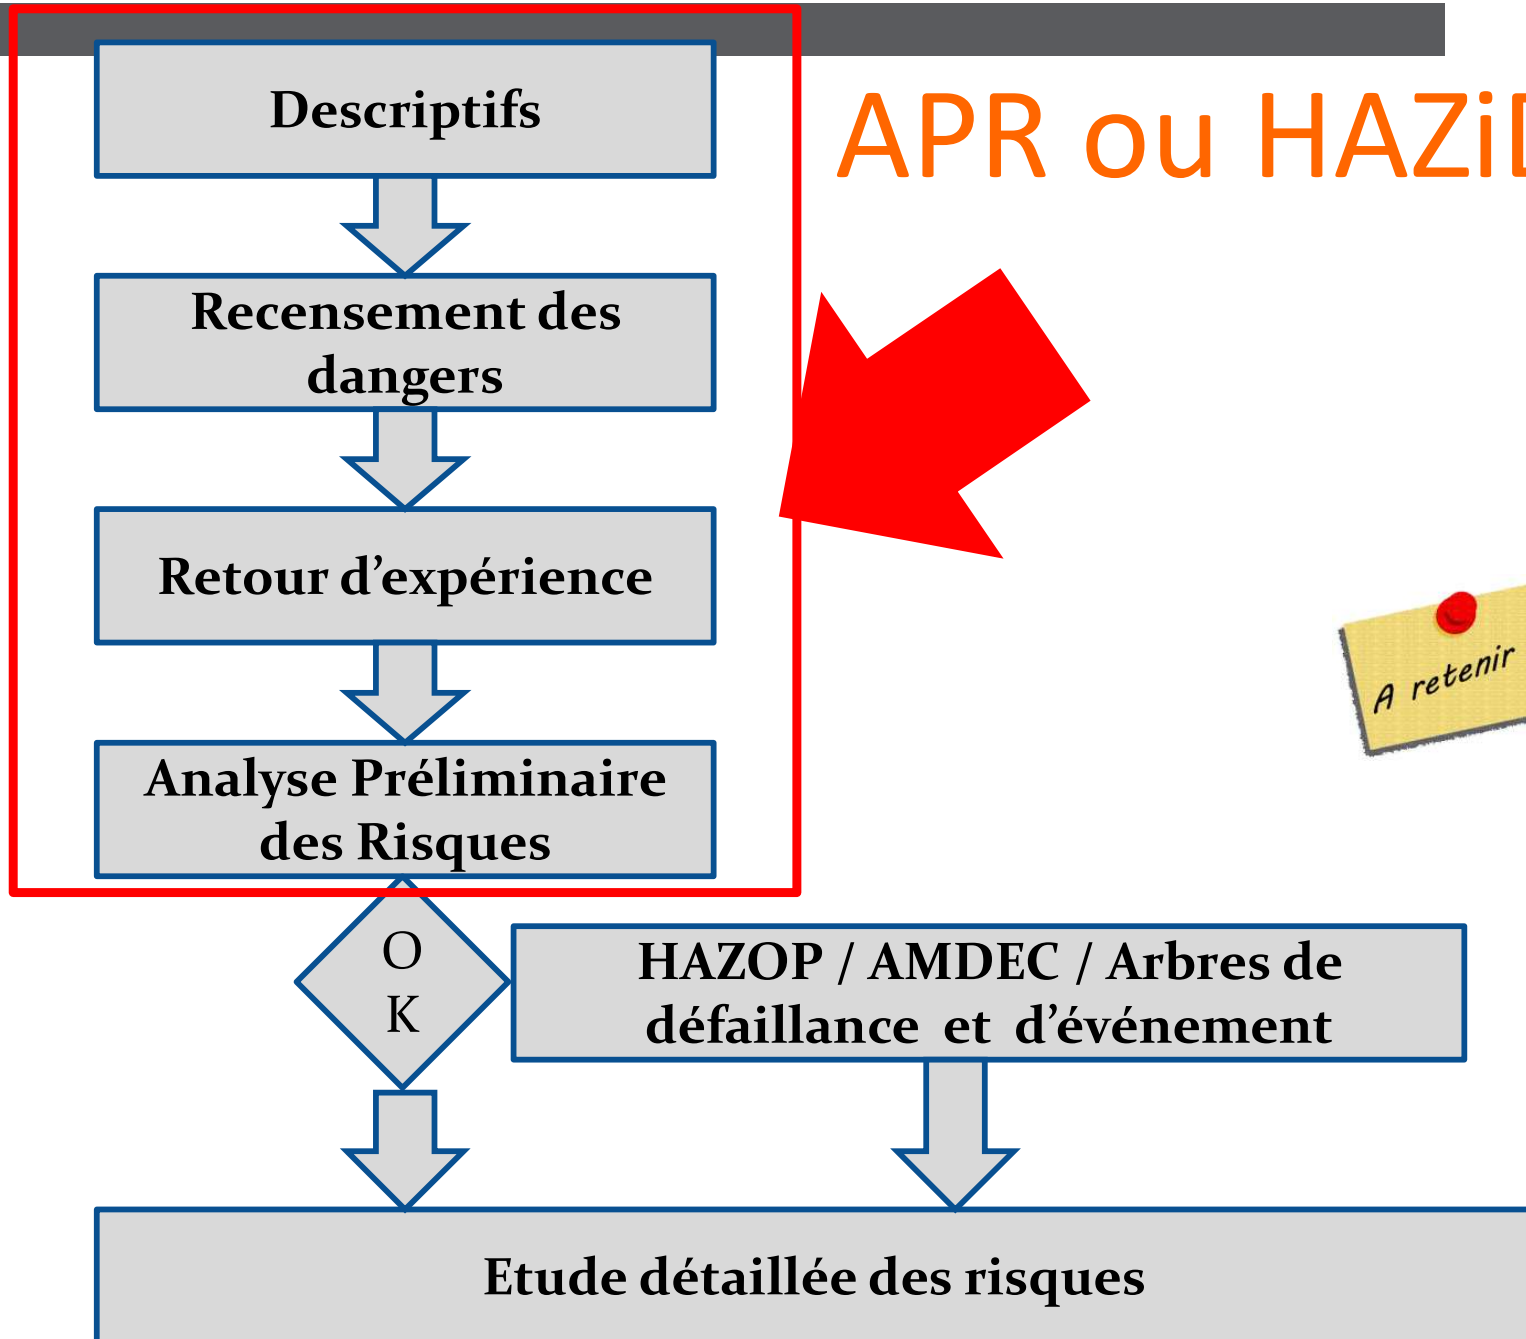 Descriptifs
APR ou HAZiD
Recensement des
dangers
Retour d’expérience
A retenir
Analyse Préliminaire
des Risques
O
K
HAZOP / AMDEC / Arbres de
défaillance et d’événement
Etude détaillée des risques